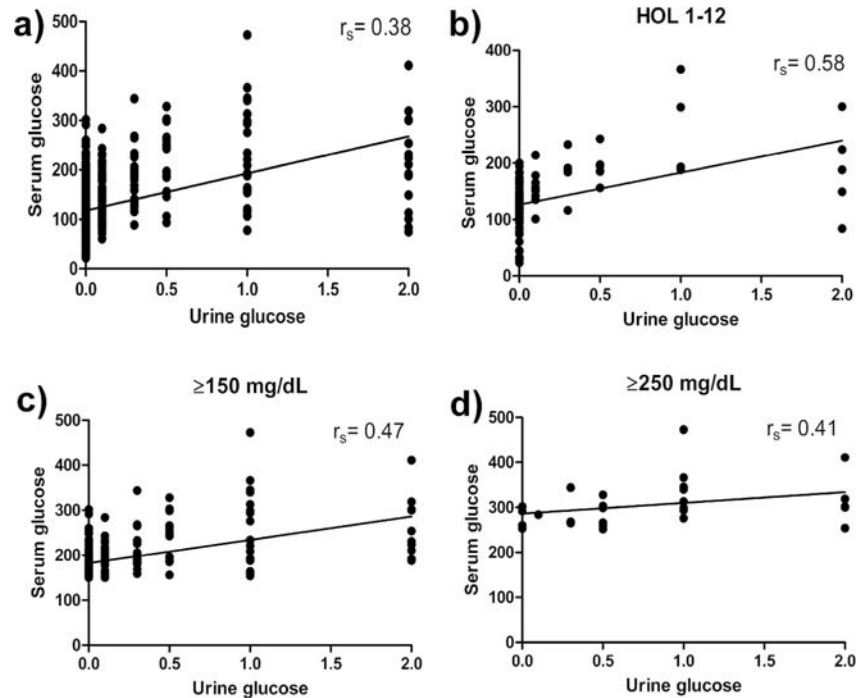 a)
r_s= 0.38
Serum glucose
500
400
300
200
100
0
0.0 0.5 1.0 1.5 2.0
Urine glucose
b)
HOL 1-12
r_s= 0.58
Serum glucose
400
300
200
100
0
0.0 0.5 1.0 1.5 2.0
Urine glucose
c)
≥150 mg/dL
r_s= 0.47
Serum glucose
500
400
300
200
100
0
0.0 0.5 1.0 1.5 2.0
Urine glucose
d)
≥250 mg/dL
r_s= 0.41
Serum glucose
500
400
300
200
100
0
0.0 0.5 1.0 1.5 2.0
Urine glucose